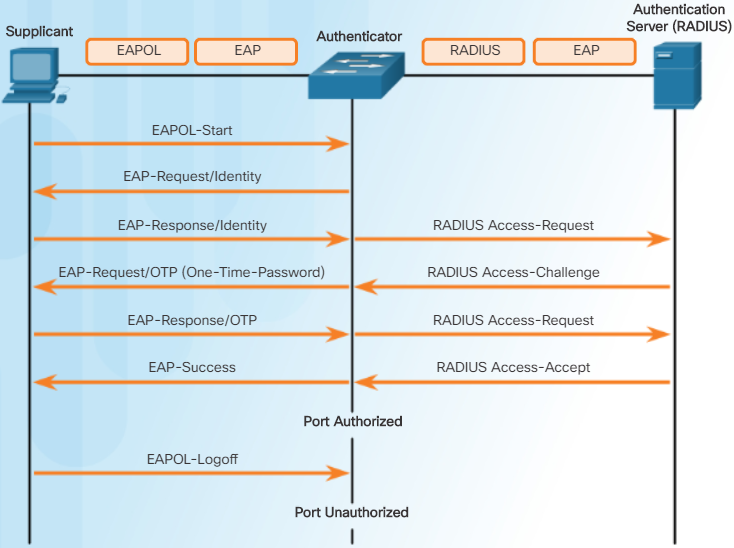 Supplicant
Authenticator
Authentication
Server (RADIUS)
EAPOL
EAP
RADIUS
EAP
EAPOL-Start
EAP-Request/Identity
EAP-Response/Identity
RADIUS Access-Request
EAP-Request/OTP (One-Time-Password)
RADIUS Access-Challenge
EAP-Response/OTP
RADIUS Access-Request
EAP-Success
RADIUS Access-Accept
Port Authorized
EAPOL-Logoff
Port Unauthorized